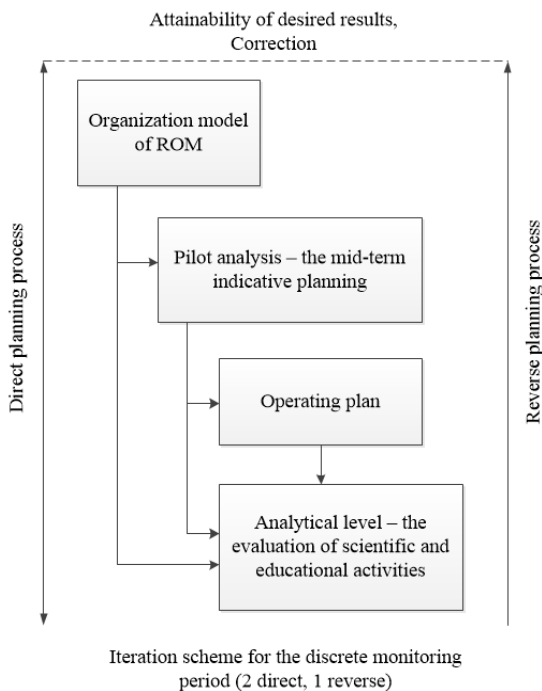 Attainability of desired results,
Correction
Organization model
of ROM
Pilot analysis – the mid-term
indicative planning
Operating plan
Analytical level – the
evaluation of scientific and
educational activities
Direct planning process
Reverse planning process
Iteration scheme for the discrete monitoring
period (2 direct, 1 reverse)